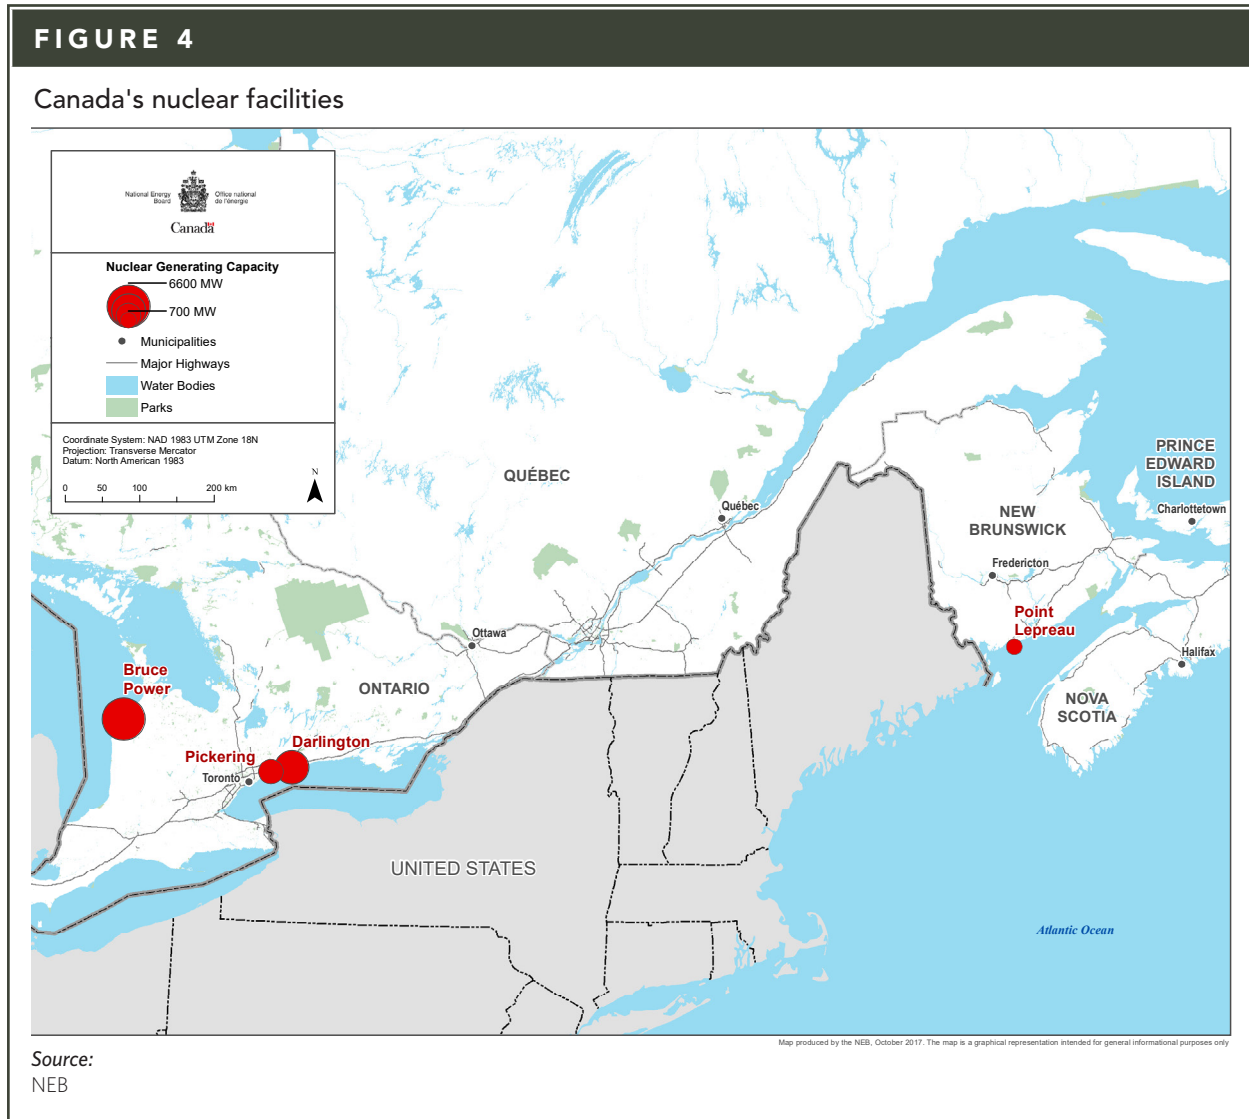 FIGURE 4
Canada's nuclear facilities
National Energy
Board
Office national
de l'énergie
Canada
Nuclear Generating Capacity
6600 MW
700 MW
Municipalities
Major Highways
Water Bodies
Parks
Coordinate System: NAD 1983 UTM Zone 18N
Projection: Transverse Mercator
Datum: North American 1983
N
0 50 100 200 km
QUÉBEC
Québec
PRINCE
EDWARD
ISLAND
Charlottetown
NEW
BRUNSWICK
Fredericton
Point
Lepreau
Halifax
NOVA
SCOTIA
Ottawa
ONTARIO
Bruce
Power
Pickering
Darlington
Toronto
UNITED STATES
Atlantic Ocean
Map produced by the NEB, October 2017. The map is a graphical representation intended for general informational purposes only
Source:
NEB